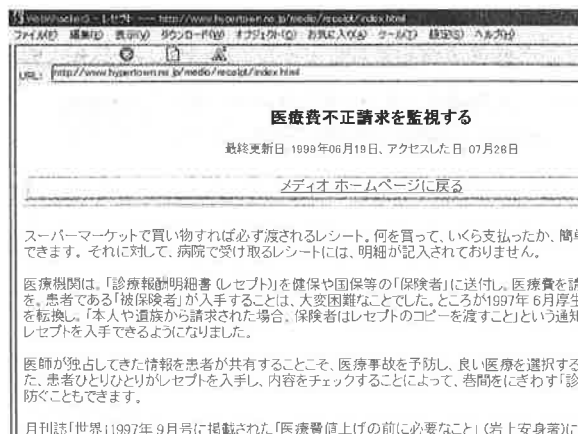 WebWhacker - レセプト --- http://www.hypertown.ne.jp/medio/receipt/index.html
ファイル(F) 編集(E) 表示(V) ダウンロード(W) オブジェクト(O) お気に入り(A) ツール(T) 設定(S) ヘルプ(H)
URL: http://www.hypertown.ne.jp/medio/receipt/index.html
医療費不正請求を監視する
最終更新日 1999年06月19日、アクセスした日 07月28日
メディオ ホームページに戻る
スーパーマーケットで買い物すれば必ず渡されるレシート。何を買って、いくら支払ったか、簡単
できます。それに対して、病院で受け取るレシートには、明細が記入されておりません。
医療機関は。「診療報酬明細書(レセプト)」を健保や国保等の「保険者」に送付し。医療費を請
を。患者である「被保険者」が入手することは、大変困難なことでした。ところが1997年6月厚生
を転換し。「本人や遺族から請求された場合、保険者はレセプトのコピーを渡すこと」という通知
レセプトを入手できるようになりました。
医師が独占してきた情報を患者が共有することこそ、医療事故を予防し、良い医療を選択する
た、患者ひとりひとりがレセプトを入手し、内容をチェックすることによって、巷間をにぎわす「診
防ぐこともできます。
月刊誌「世界」1997年9月号に掲載された「医療費値上げの前に必要なこと」(岩上安身著)に